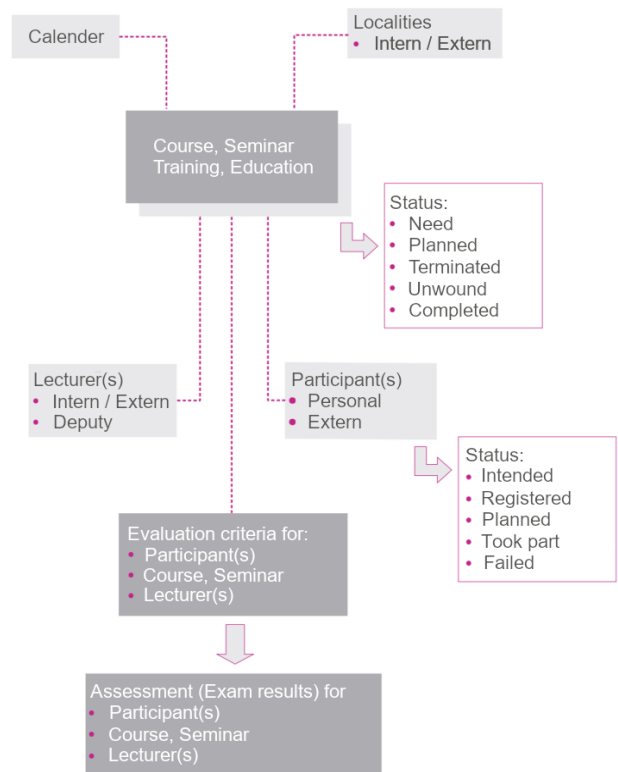 Calender
Localities
• Intern / Extern
Course, Seminar
Training, Education
Status:
• Need
• Planned
• Terminated
• Unwound
• Completed
Lecturer(s)
• Intern / Extern
• Deputy
Participant(s)
• Personal
• Extern
Status:
• Intended
• Registered
• Planned
• Took part
• Failed
Evaluation criteria for:
• Participant(s)
• Course, Seminar
• Lecturer(s)
Assessment (Exam results) for
• Participant(s)
• Course, Seminar
• Lecturer(s)